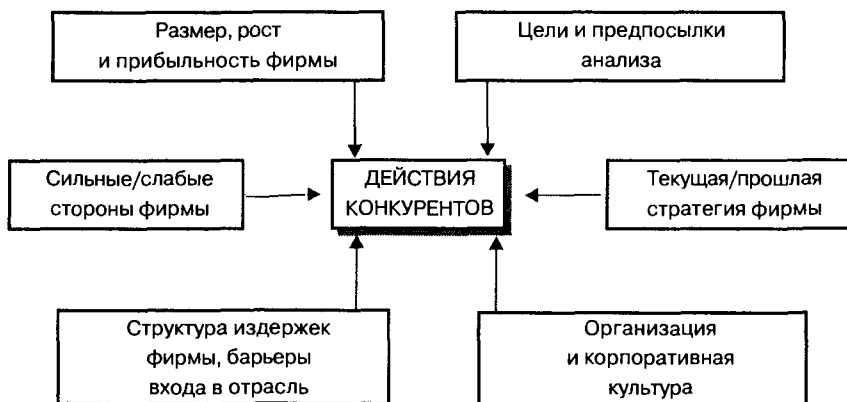 Размер, рост
и прибыльность фирмы
Цели и предпосылки
анализа
Сильные/слабые
стороны фирмы
ДЕЙСТВИЯ
КОНКУРЕНТОВ
Текущая/прошлая
стратегия фирмы
Структура издержек
фирмы, барьеры
входа в отрасль
Организация
и корпоративная
культура